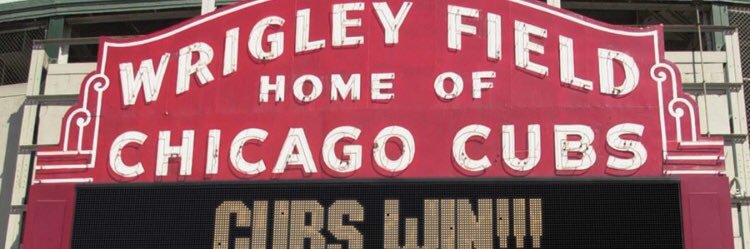 WRIGLEY FIELD
HOME OF
CHICAGO CUBS
CUBS WIN!!!